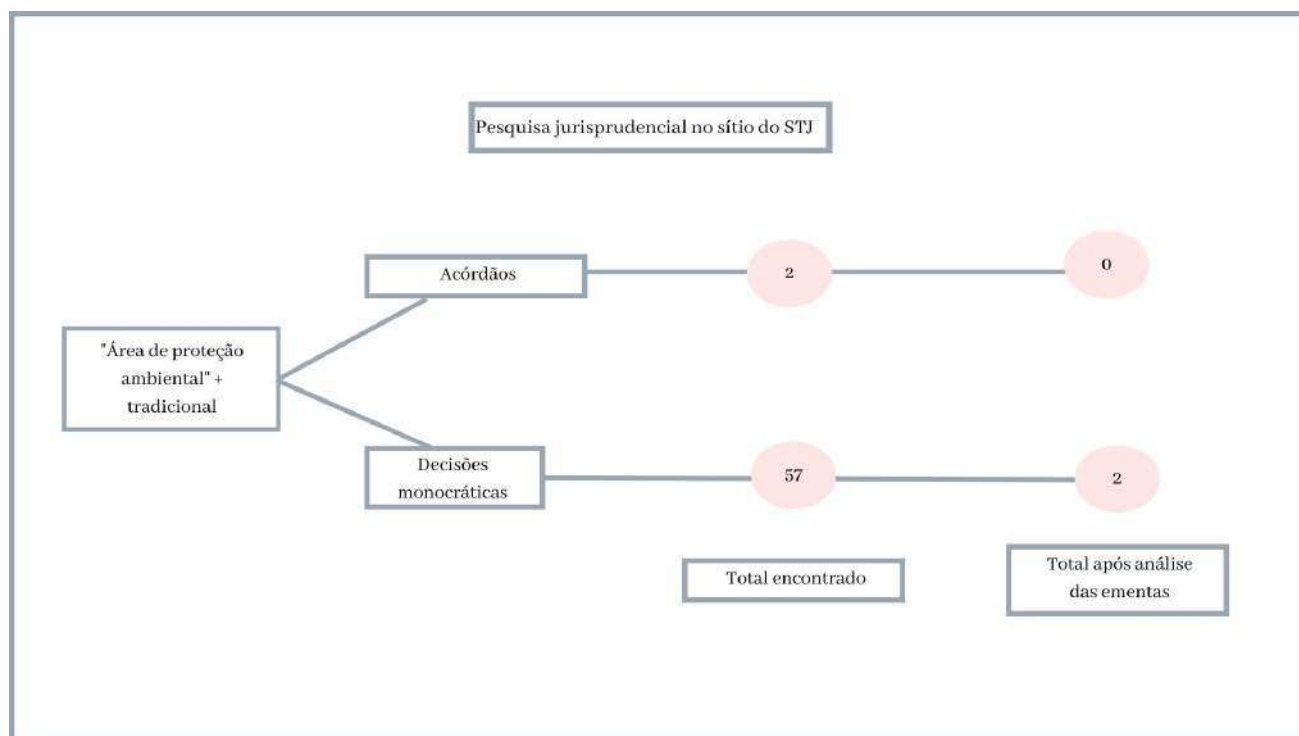 Pesquisa jurisprudencial no sítio do STJ
Acórdãos
2
0
"Área de proteção
ambiental" +
tradicional
Decisões
monocráticas
57
2
Total encontrado
Total após análise
das ementas